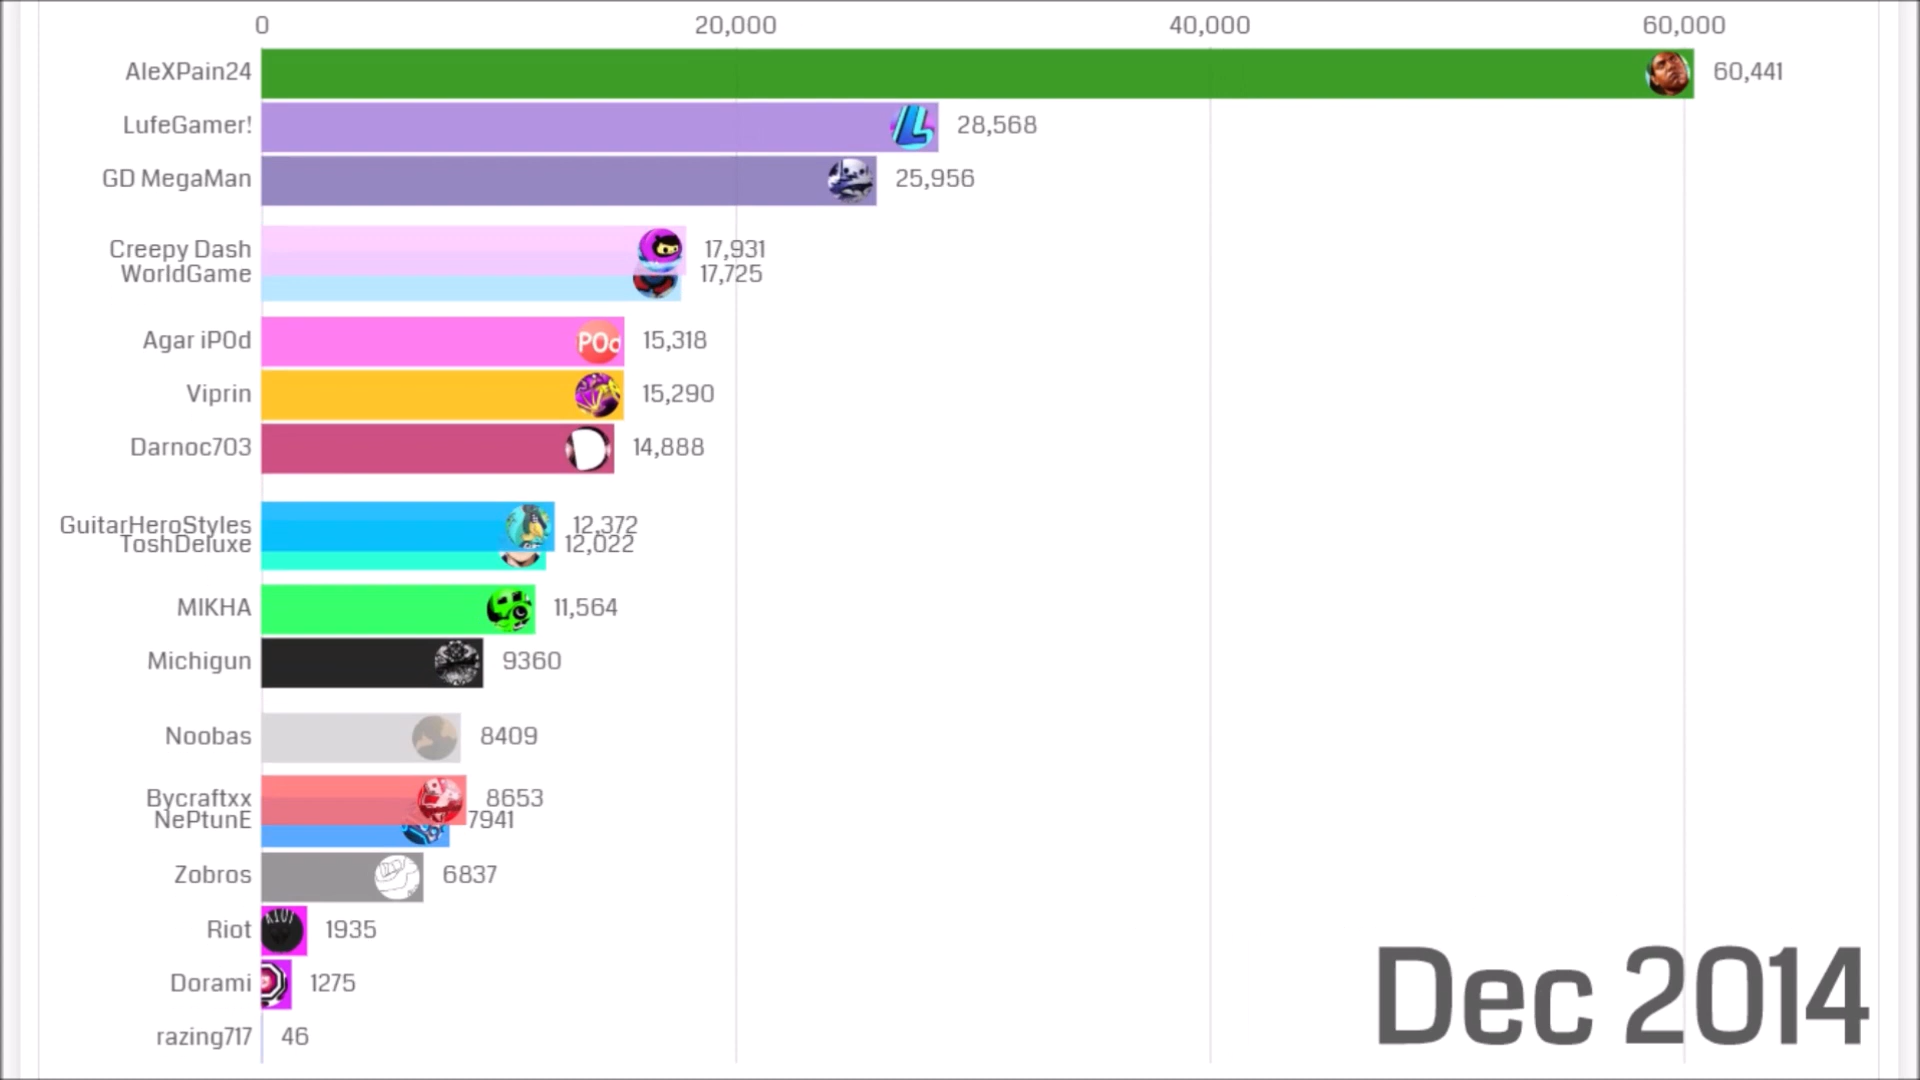 0 20,000 40,000 60,000
AleXPain24 60,441
LufeGamer! 28,568
GD MegaMan 25,956
Creepy Dash 17,931
WorldGame 17,725
Agar iP0d P0d 15,318
Viprin 15,290
Darnoc703 14,888
GuitarHeroStyles 12,372
ToshDeluxe 12,022
MIKHA 11,564
Michigun 9360
Noobas 8409
Bycraftxx 8653
NePtunE 7941
Zobros 6837
Riot RIOT 1935
Dorami 1275
razing717 46
Dec 2014